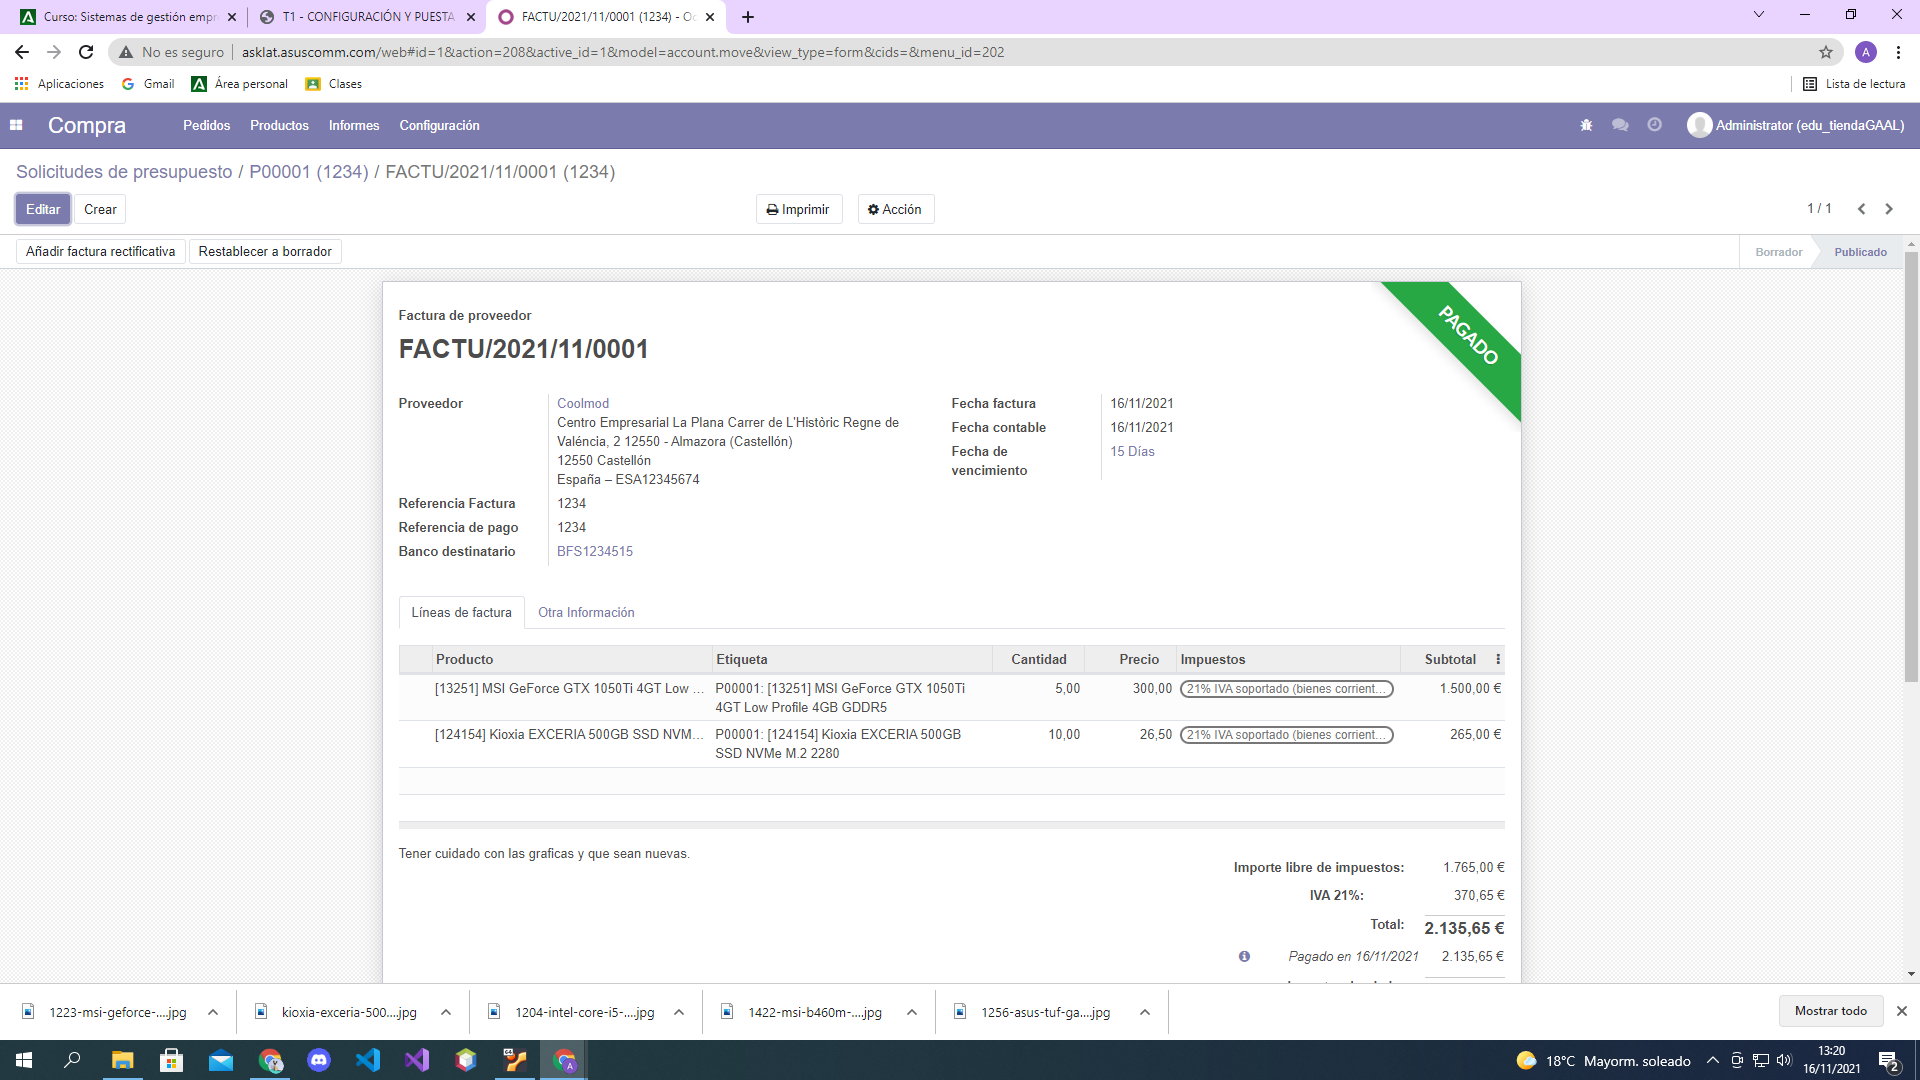 Curso: Sistemas de gestión empr
T1 - CONFIGURACIÓN Y PUESTA
FACTU/2021/11/0001 (1234) - Oc
No es seguro
asklat.asuscomm.com/web#id=1&action=208&active_id=1&model=account.move&view_type=form&cids=&menu_id=202
A
Aplicaciones
Gmail
Área personal
Clases
Lista de lectura
Compra
Pedidos
Productos
Informes
Configuración
Administrator (edu_tiendaGAAL)
Solicitudes de presupuesto / P00001 (1234) / FACTU/2021/11/0001 (1234)
Editar
Crear
Imprimir
Acción
1 / 1
Añadir factura rectificativa
Restablecer a borrador
Borrador
Publicado
PAGADO
Factura de proveedor
FACTU/2021/11/0001
Proveedor
Coolmod
Centro Empresarial La Plana Carrer de L'Històric Regne de
Valéncia, 2 12550 - Almazora (Castellón)
12550 Castellón
España – ESA12345674
Referencia Factura
1234
Referencia de pago
1234
Banco destinatario
BFS1234515
Fecha factura
16/11/2021
Fecha contable
16/11/2021
Fecha de
vencimiento
15 Días
Líneas de factura
Otra Información
Producto
Etiqueta
Cantidad
Precio
Impuestos
Subtotal
[13251] MSI GeForce GTX 1050Ti 4GT Low ...
P00001: [13251] MSI GeForce GTX 1050Ti
4GT Low Profile 4GB GDDR5
5,00
300,00
21% IVA soportado (bienes corrient...
1.500,00 €
[124154] Kioxia EXCERIA 500GB SSD NVM...
P00001: [124154] Kioxia EXCERIA 500GB
SSD NVMe M.2 2280
10,00
26,50
21% IVA soportado (bienes corrient...
265,00 €
Tener cuidado con las graficas y que sean nuevas.
Importe libre de impuestos:
1.765,00 €
IVA 21%:
370,65 €
Total:
2.135,65 €
Pagado en 16/11/2021
2.135,65 €
1223-msi-geforce-....jpg
kioxia-exceria-500....jpg
1204-intel-core-i5-....jpg
1422-msi-b460m-....jpg
1256-asus-tuf-ga....jpg
Mostrar todo
18°C Mayorm. soleado
13:20
16/11/2021
2